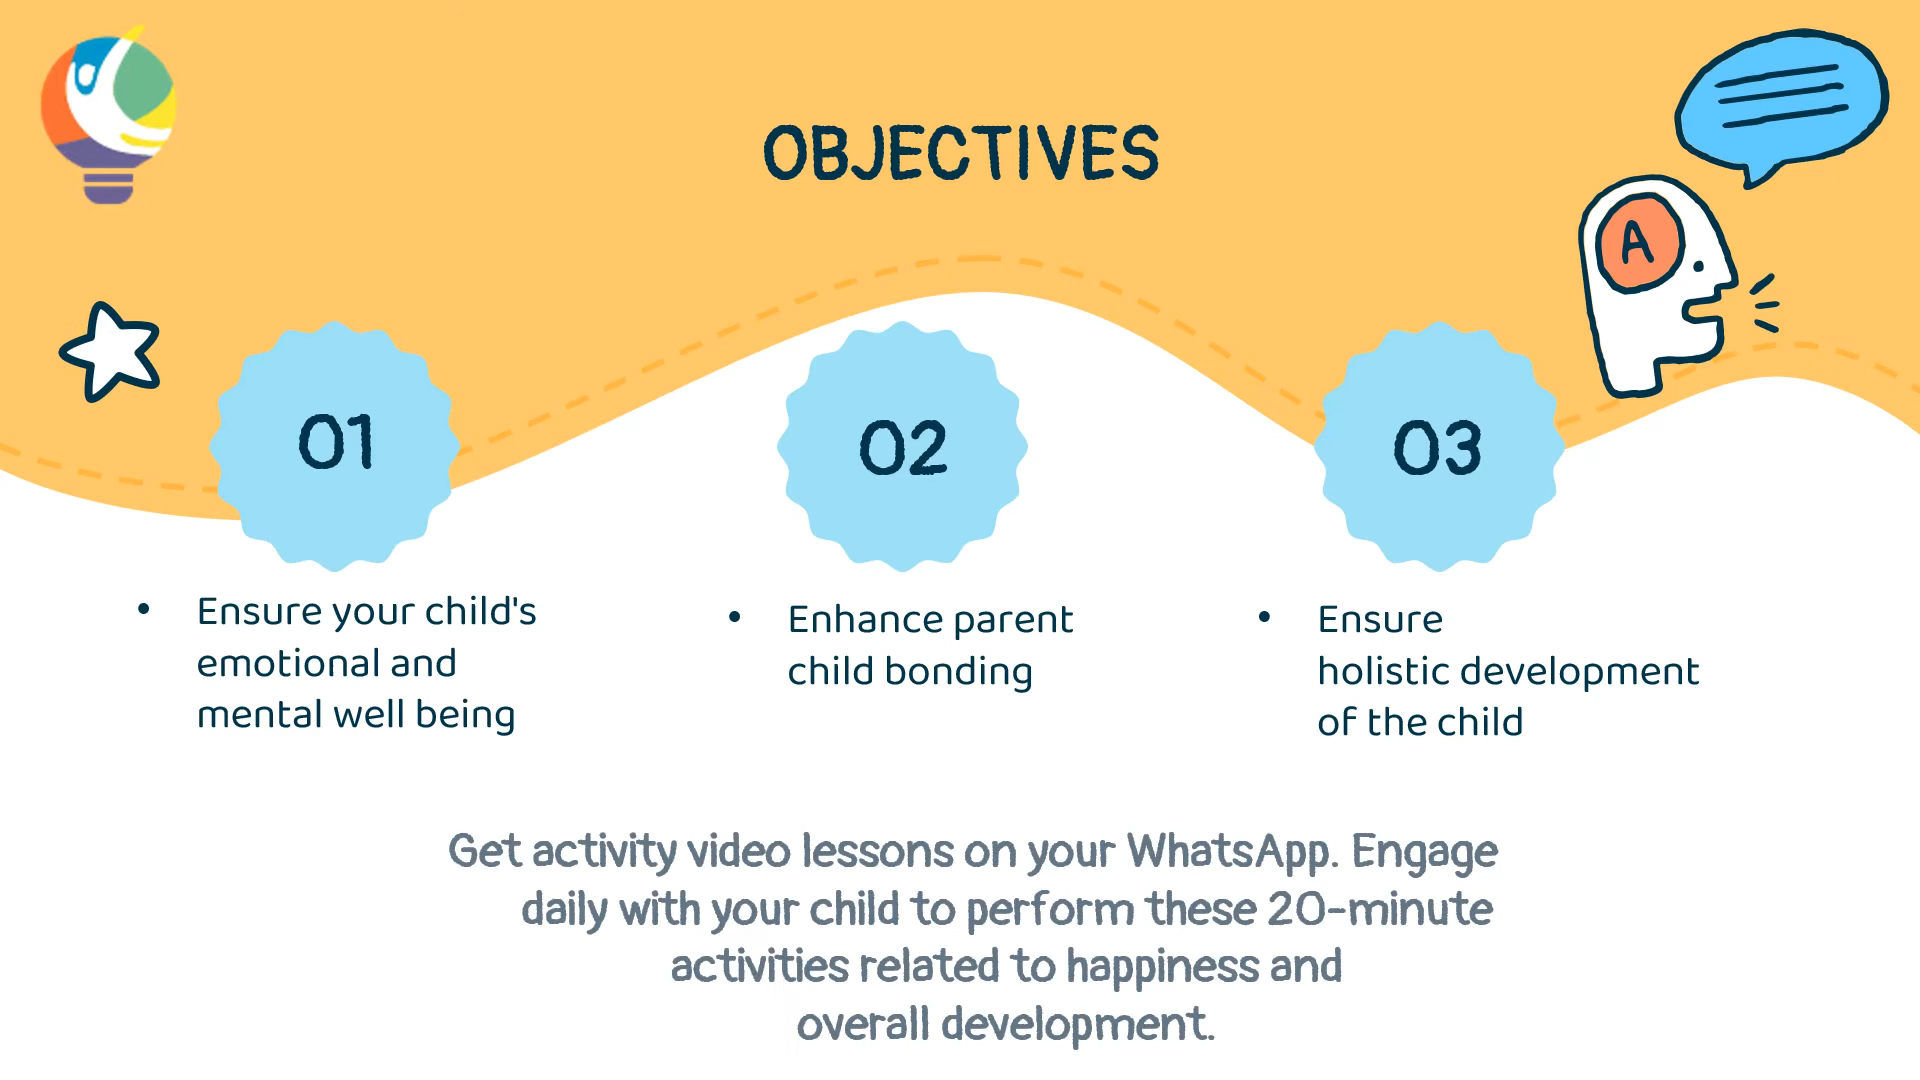 OBJECTIVES
A
01
02
03
• Ensure your child's
emotional and
mental well being
• Enhance parent
child bonding
• Ensure
holistic development
of the child
Get activity video lessons on your WhatsApp. Engage
daily with your child to perform these 20-minute
activities related to happiness and
overall development.